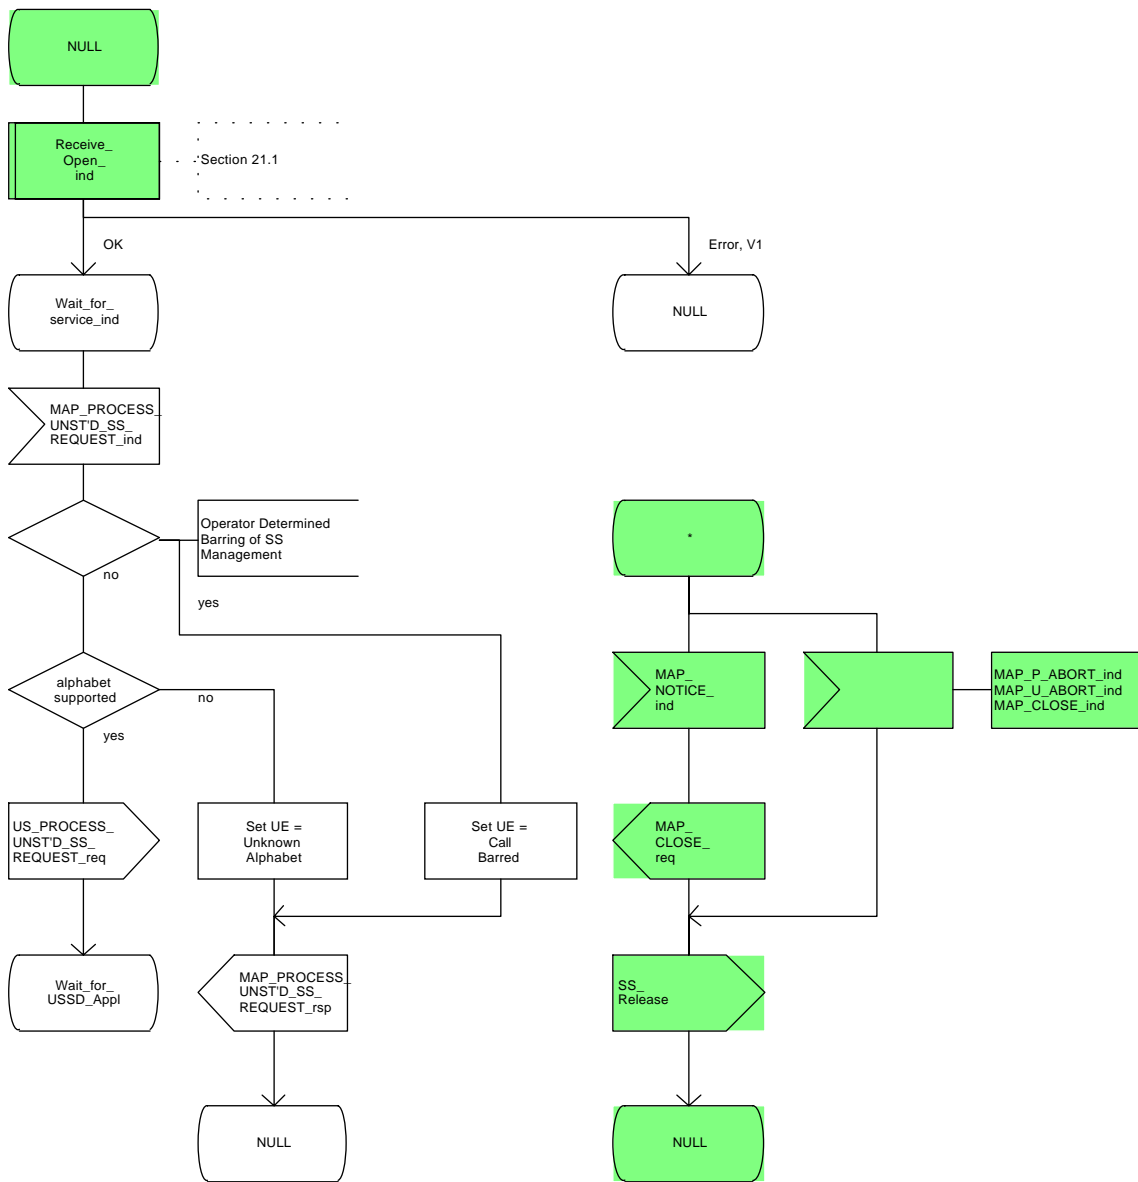 NULL
Receive_
Open_
ind
Section 21.1
OK
Error, V1
Wait_for_
service_ind
NULL
MAP_PROCESS_
UNST'D_SS_
REQUEST_ind
Operator Determined
Barring of SS
Management
*
no
yes
alphabet
supported
no
yes
MAP_
NOTICE_
ind
MAP_P_ABORT_ind
MAP_U_ABORT_ind
MAP_CLOSE_ind
US_PROCESS_
UNST'D_SS_
REQUEST_req
Set UE =
Unknown
Alphabet
Set UE =
Call
Barred
MAP_
CLOSE_
req
Wait_for_
USSD_Appl
MAP_PROCESS_
UNST'D_SS_
REQUEST_rsp
SS_
Release
NULL
NULL